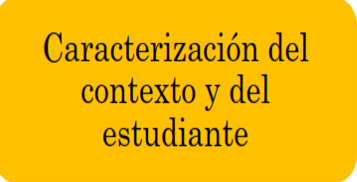 Caracterización del
contexto y del
estudiante